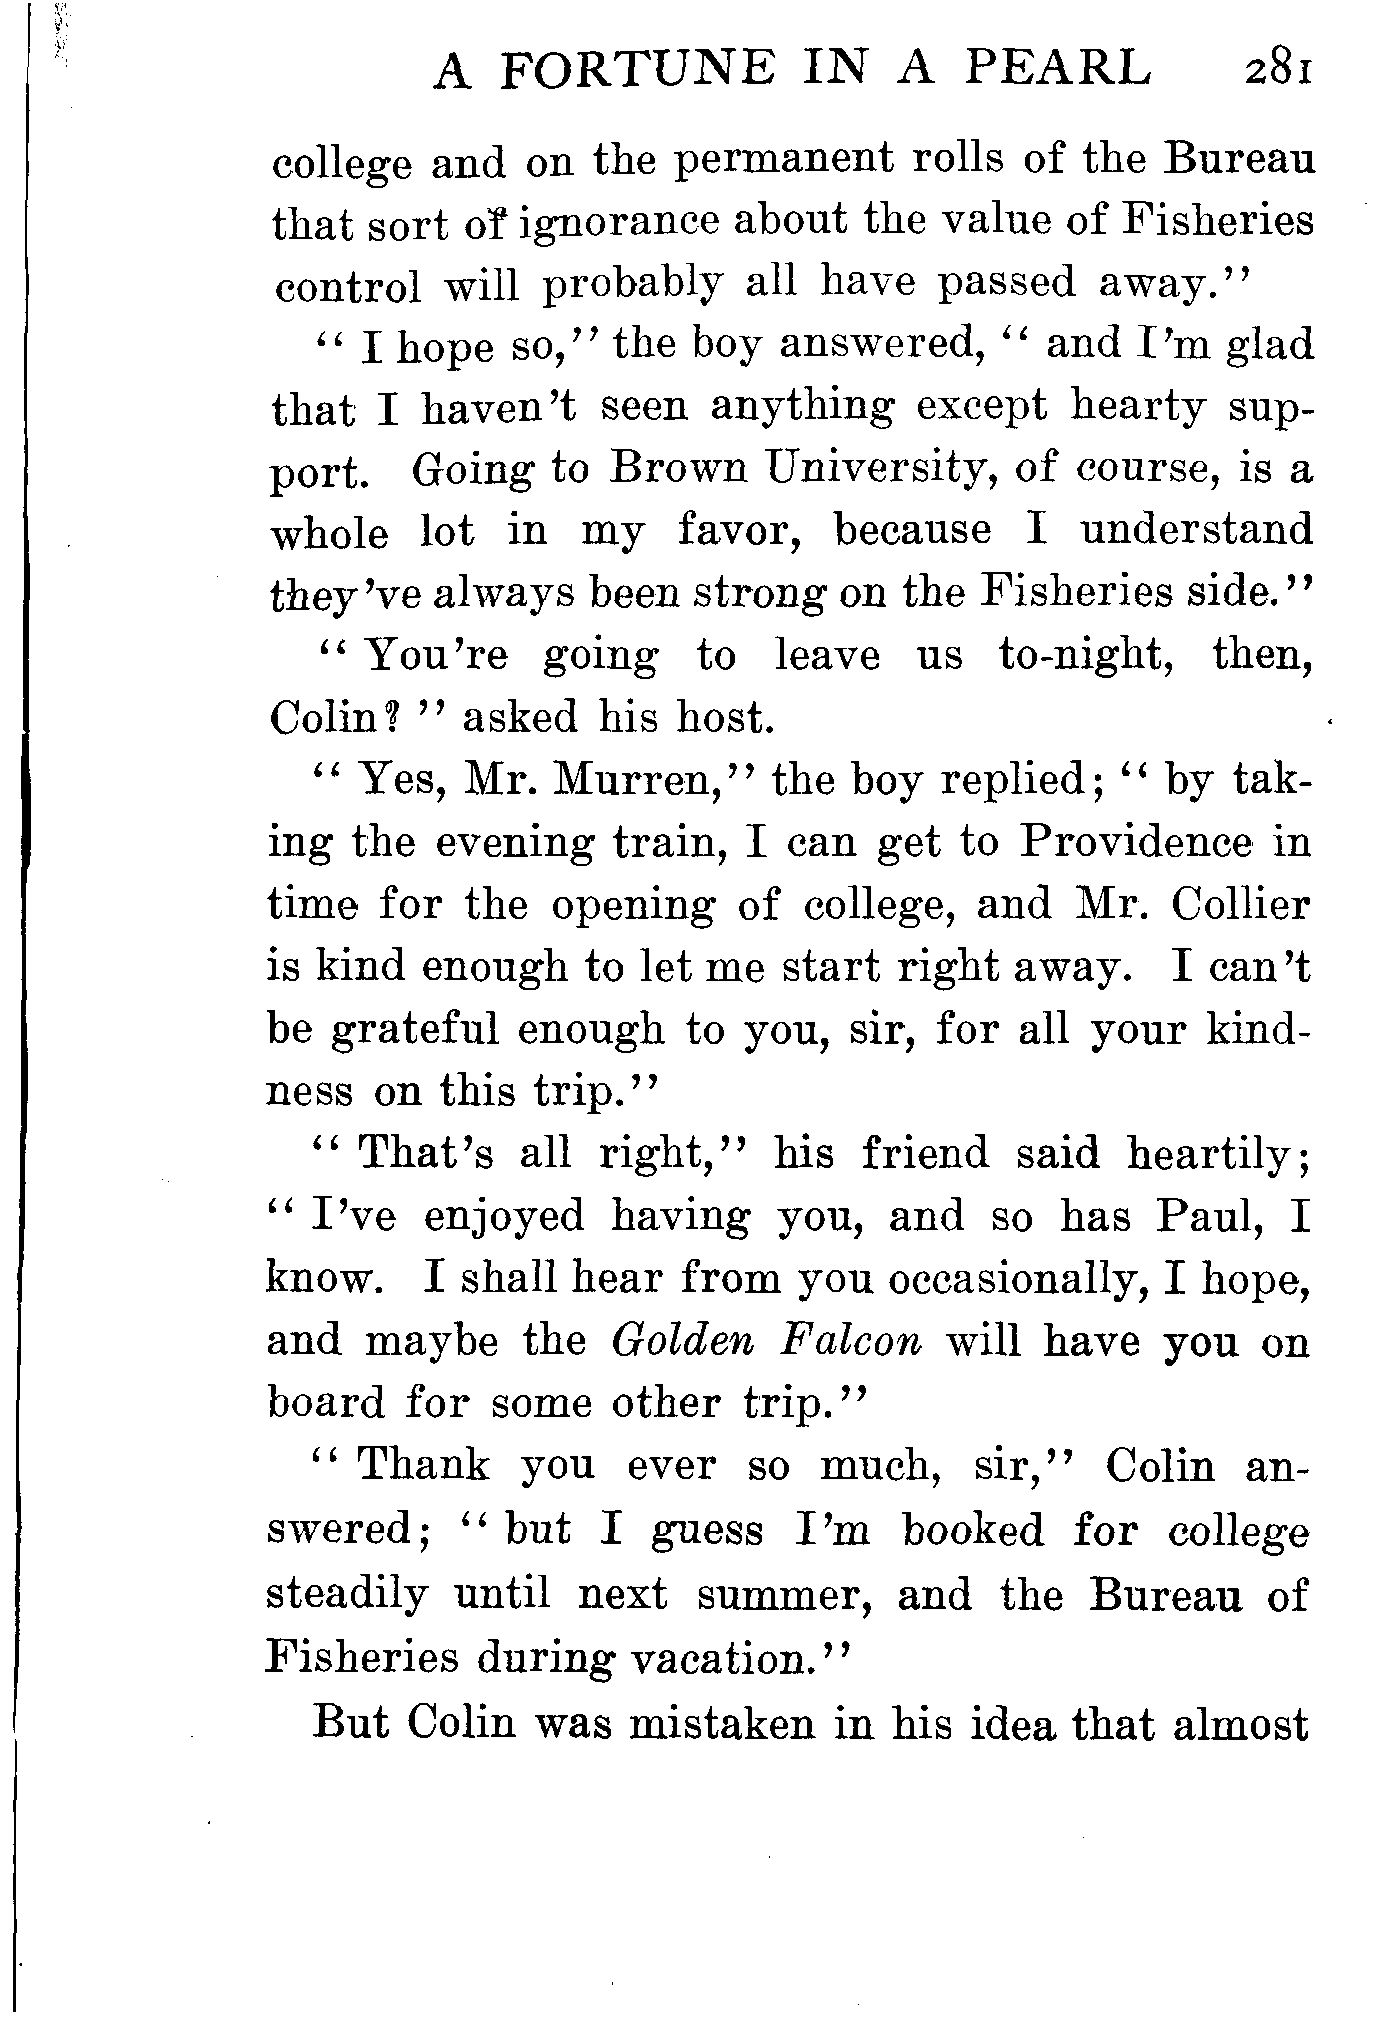 A FORTUNE IN A PEARL 281
college and on the permanent rolls of the Bureau
that sort of ignorance about the value of Fisheries
control will probably all have passed away."
" I hope so," the boy answered, " and I'm glad
that I haven't seen anything except hearty sup-
port. Going to Brown University, of course, is a
whole lot in my favor, because I understand
they've always been strong on the Fisheries side."
" You're going to leave us to-night, then,
Colin? " asked his host.
" Yes, Mr. Murren," the boy replied; " by tak-
ing the evening train, I can get to Providence in
time for the opening of college, and Mr. Collier
is kind enough to let me start right away. I can't
be grateful enough to you, sir, for all your kind-
ness on this trip."
" That's all right," his friend said heartily;
" I've enjoyed having you, and so has Paul, I
know. I shall hear from you occasionally, I hope,
and maybe the Golden Falcon will have you on
board for some other trip."
" Thank you ever so much, sir," Colin an-
swered; " but I guess I'm booked for college
steadily until next summer, and the Bureau of
Fisheries during vacation."
But Colin was mistaken in his idea that almost